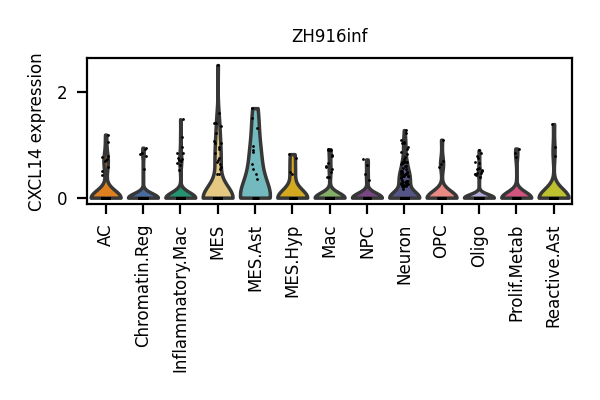 ZH916inf
CXCL14 expression
2
0
AC
Chromatin.Reg
Inflammatory.Mac
MES
MES.Ast
MES.Hyp
Mac
NPC
Neuron
OPC
Oligo
Prolif.Metab
Reactive.Ast